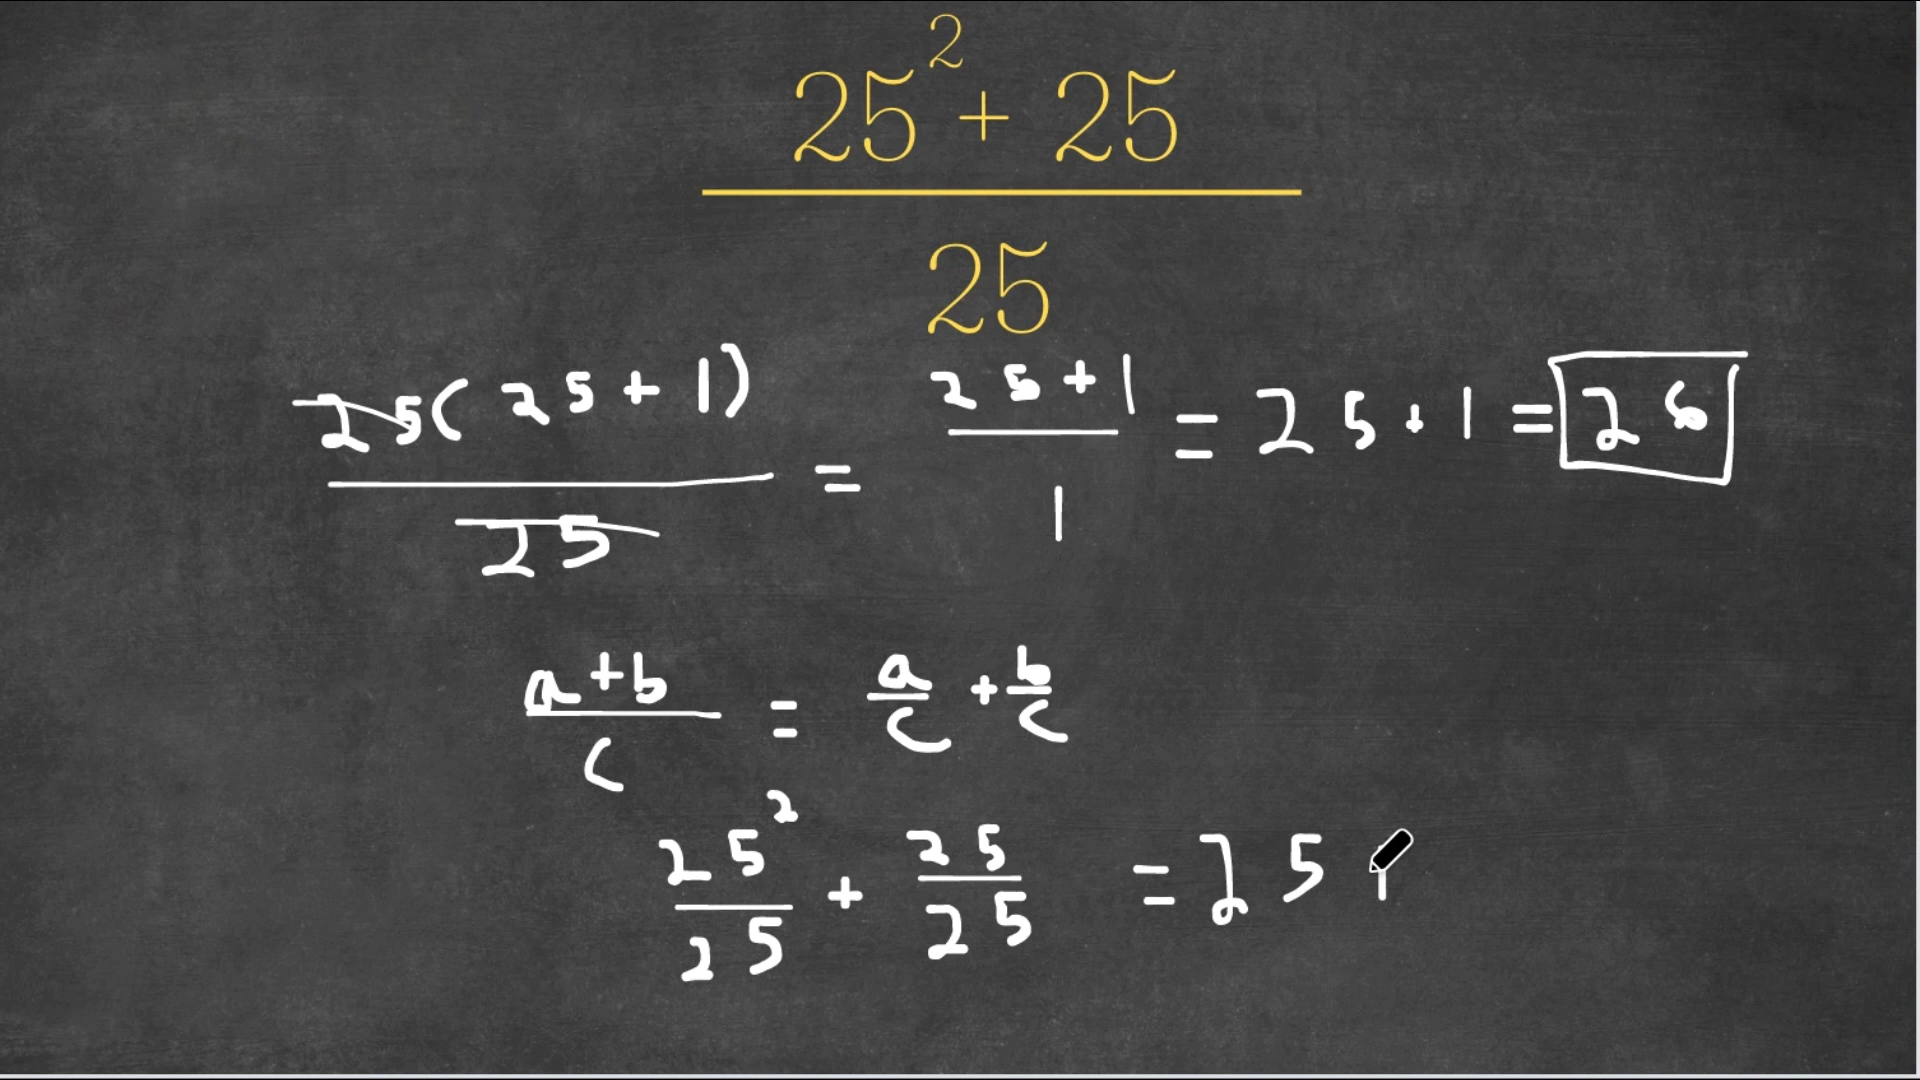 25² + 25
25
25(25+1) = 25+1 = 25+1 = 26
25 1
a+b = a + b
c c c
25² + 25 = 25
25 25